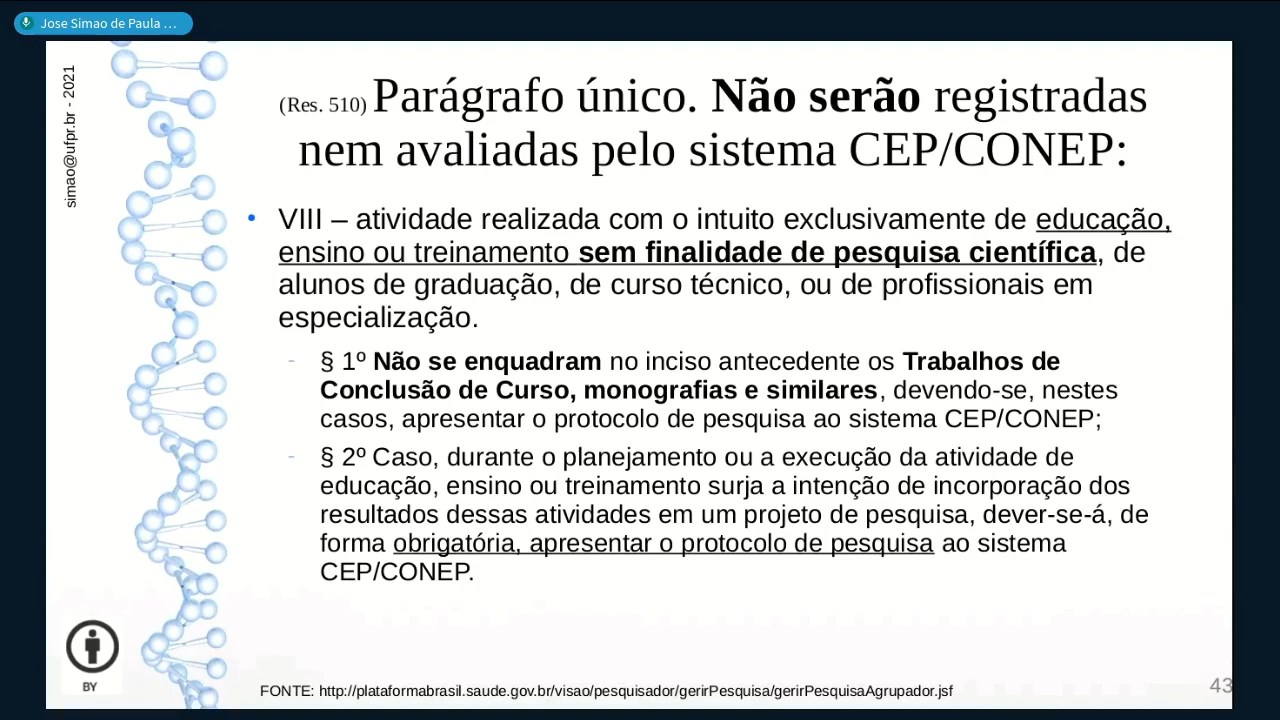 Jose Simao de Paula ...
simao@ufpr.br - 2021
(Res. 510) Parágrafo único. Não serão registradas
nem avaliadas pelo sistema CEP/CONEP:
• VIII – atividade realizada com o intuito exclusivamente de educação,
ensino ou treinamento sem finalidade de pesquisa científica, de
alunos de graduação, de curso técnico, ou de profissionais em
especialização.
- § 1º Não se enquadram no inciso antecedente os Trabalhos de
Conclusão de Curso, monografias e similares, devendo-se, nestes
casos, apresentar o protocolo de pesquisa ao sistema CEP/CONEP;
- § 2º Caso, durante o planejamento ou a execução da atividade de
educação, ensino ou treinamento surja a intenção de incorporação dos
resultados dessas atividades em um projeto de pesquisa, dever-se-á, de
forma obrigatória, apresentar o protocolo de pesquisa ao sistema
CEP/CONEP.
BY
FONTE: http://plataformabrasil.saude.gov.br/visao/pesquisador/gerirPesquisa/gerirPesquisaAgrupador.jsf
43